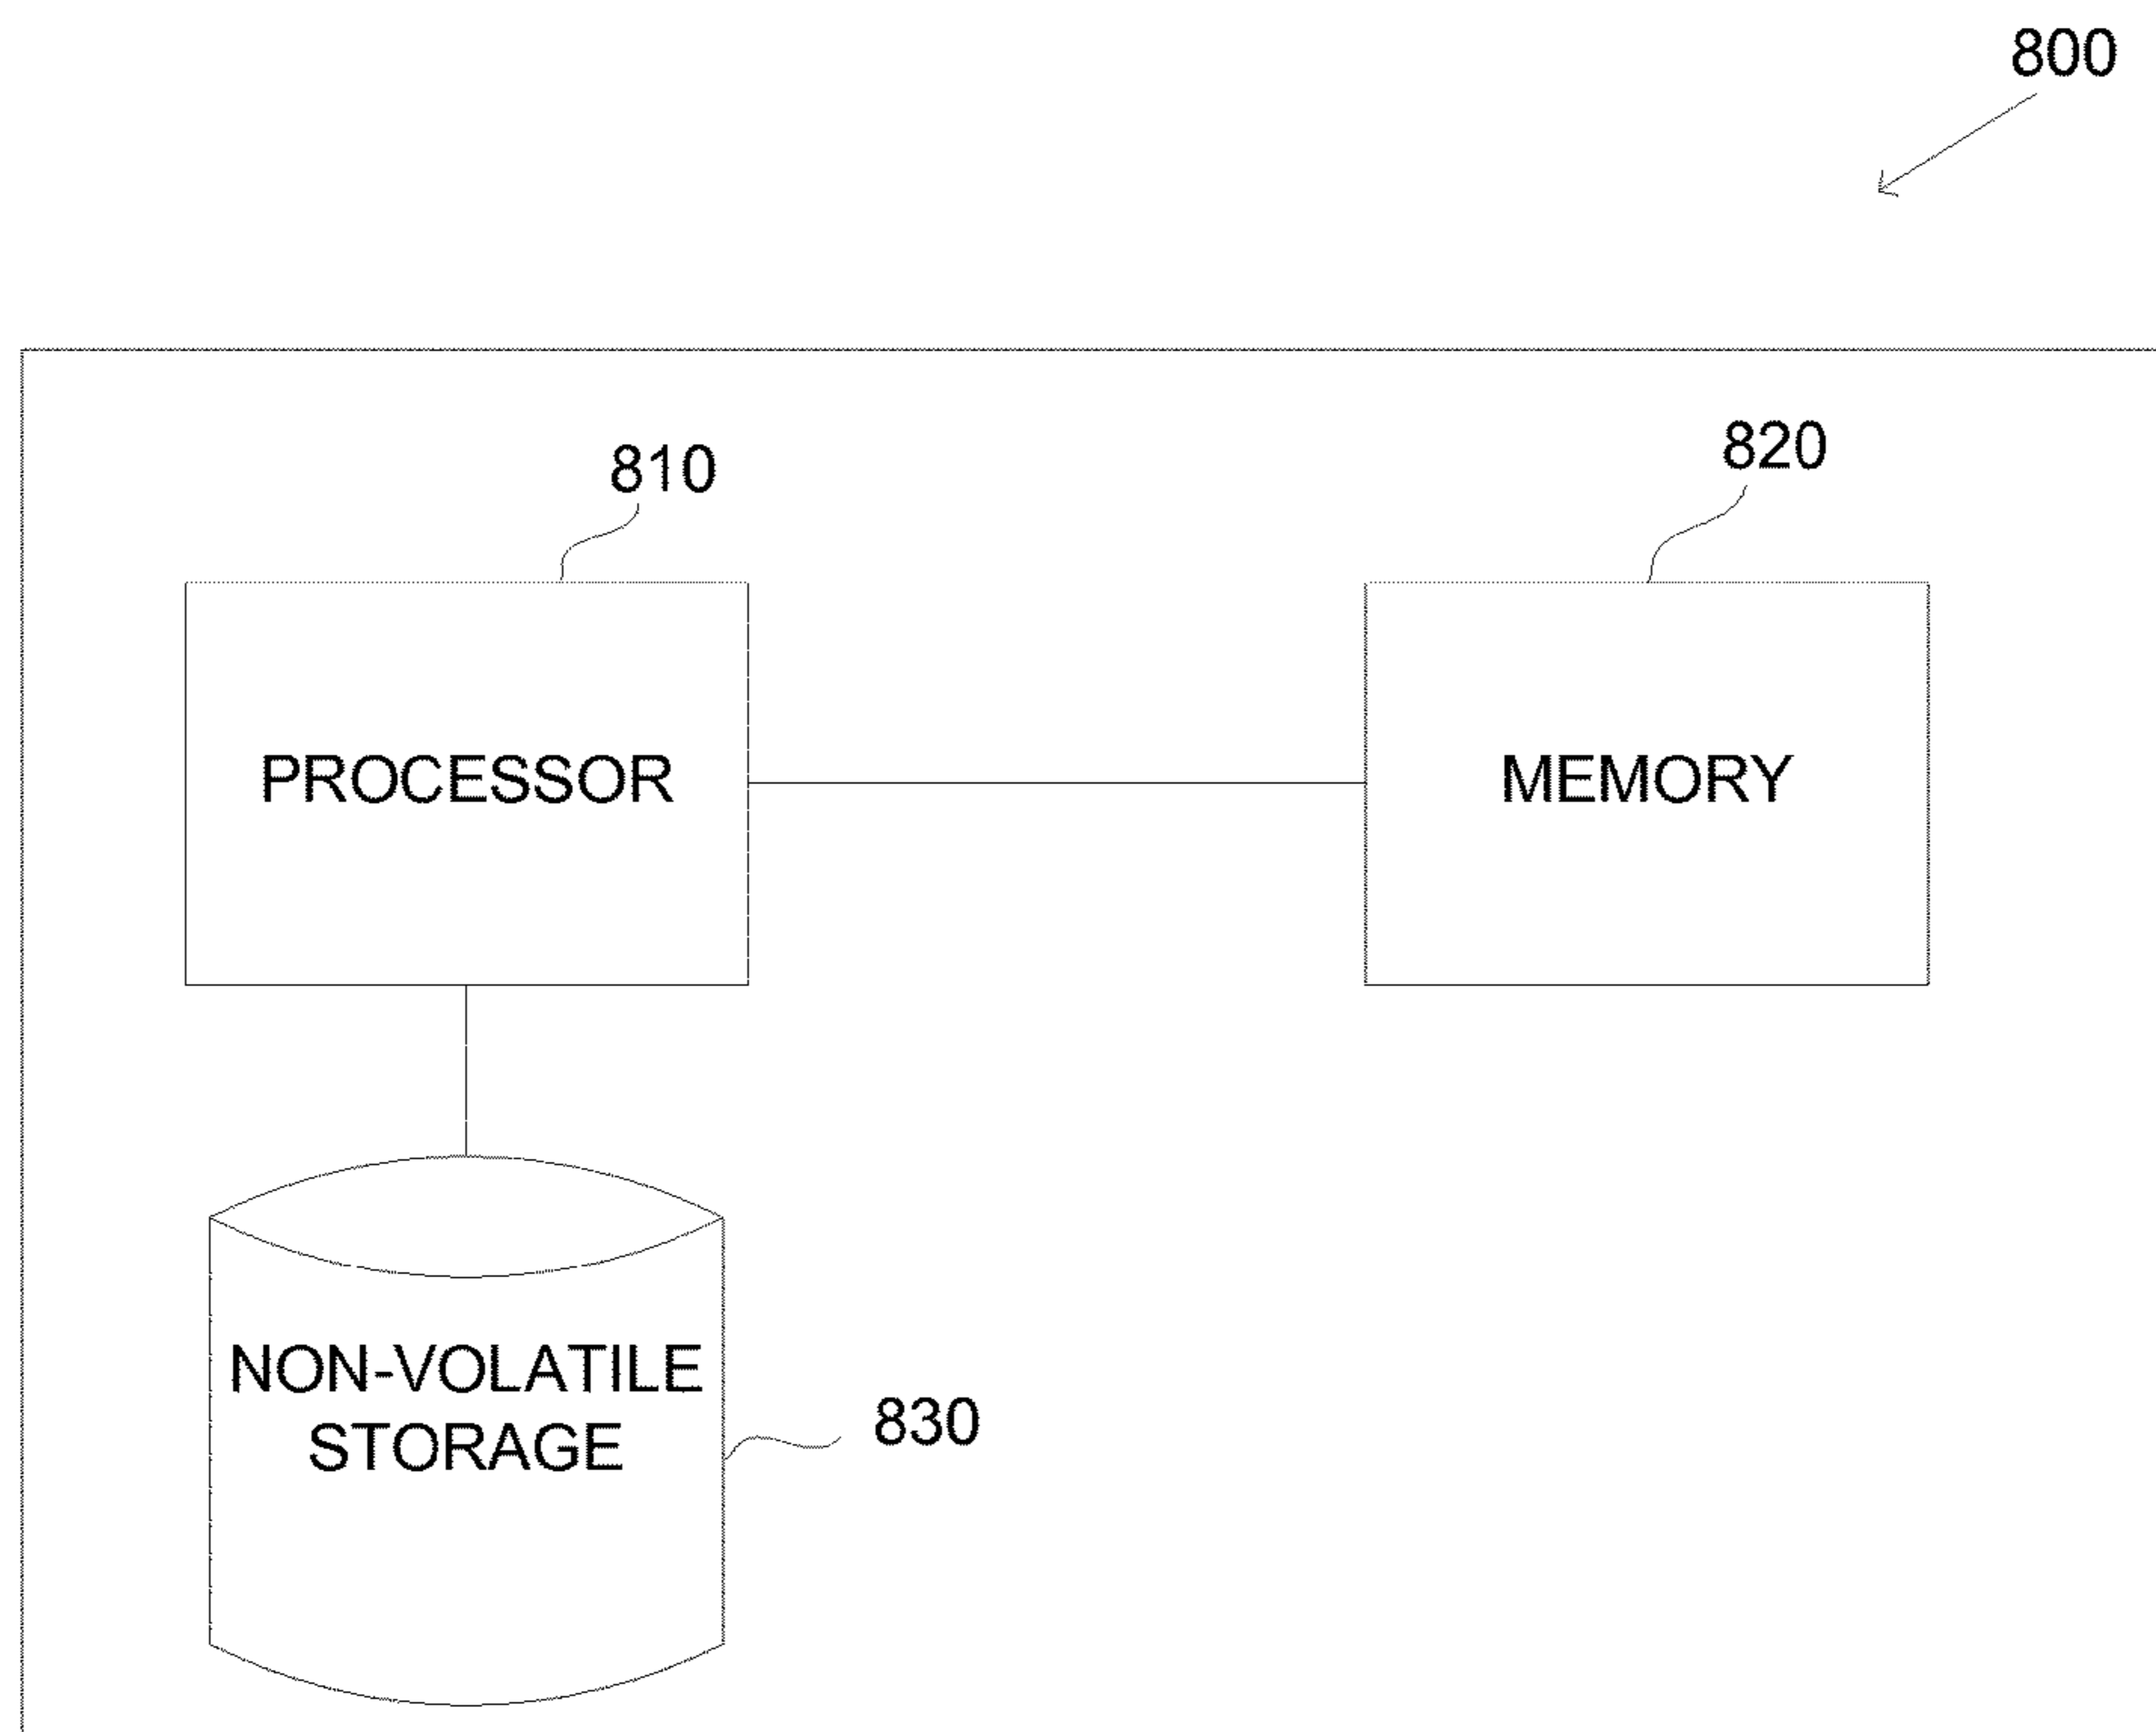 800
810
820
PROCESSOR
MEMORY
NON-VOLATILE
STORAGE
830